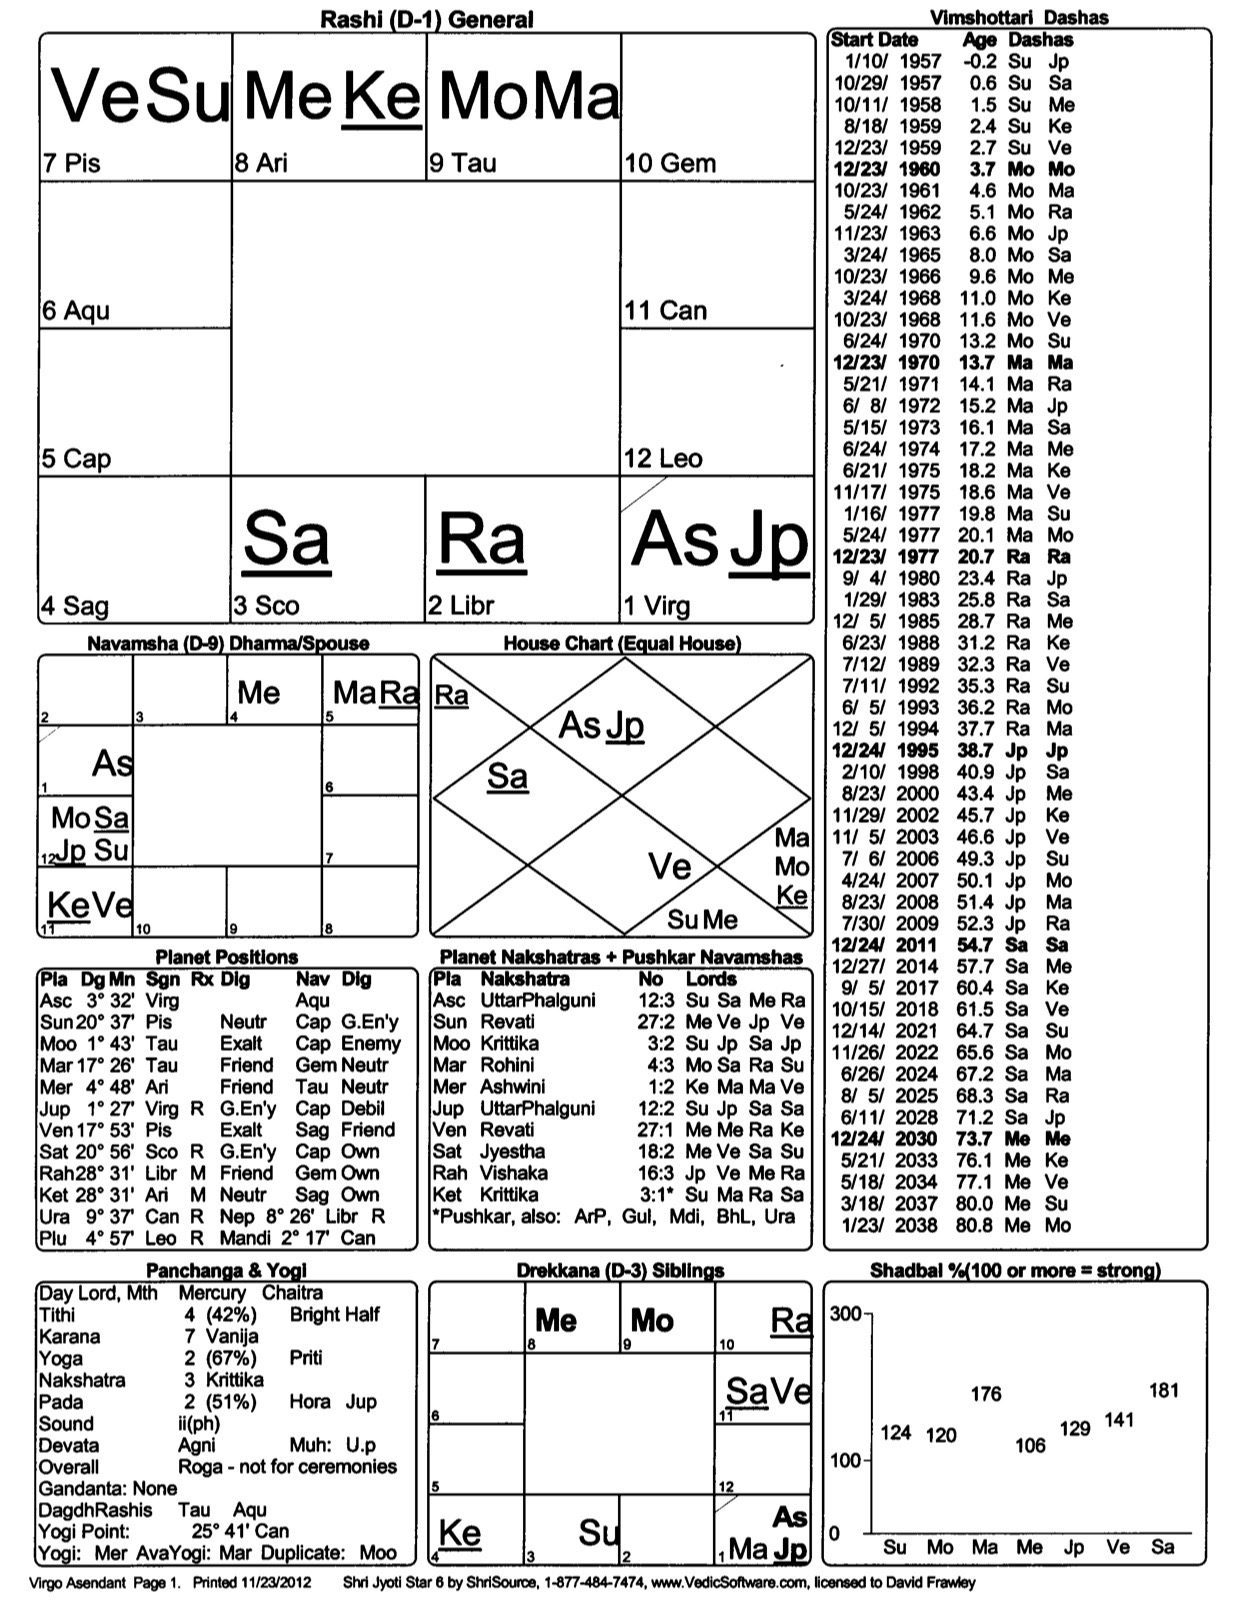 Rashi (D-1) General
VeSu MeKe MoMa
7 Pis 8 Ari 9 Tau 10 Gem
6 Aqu 11 Can
5 Cap 12 Leo
Sa Ra As Jp
4 Sag 3 Sco 2 Libr 1 Virg
Vimshottari Dashas
Start Date Age Dashas
1/10/ 1957 -0.2 Su Jp
10/29/ 1957 0.6 Su Sa
10/11/ 1958 1.5 Su Me
8/18/ 1959 2.4 Su Ke
12/23/ 1959 2.7 Su Ve
12/23/ 1960 3.7 Mo Mo
10/23/ 1961 4.6 Mo Ma
5/24/ 1962 5.1 Mo Ra
11/23/ 1963 6.6 Mo Jp
3/24/ 1965 8.0 Mo Sa
10/23/ 1966 9.6 Mo Me
3/24/ 1968 11.0 Mo Ke
10/23/ 1968 11.6 Mo Ve
6/24/ 1970 13.2 Mo Su
12/23/ 1970 13.7 Ma Ma
5/21/ 1971 14.1 Ma Ra
6/ 8/ 1972 15.2 Ma Jp
5/15/ 1973 16.1 Ma Sa
6/24/ 1974 17.2 Ma Me
6/21/ 1975 18.2 Ma Ke
11/17/ 1975 18.6 Ma Ve
1/16/ 1977 19.8 Ma Su
5/24/ 1977 20.1 Ma Mo
12/23/ 1977 20.7 Ra Ra
9/ 4/ 1980 23.4 Ra Jp
1/29/ 1983 25.8 Ra Sa
12/ 5/ 1985 28.7 Ra Me
6/23/ 1988 31.2 Ra Ke
7/12/ 1989 32.3 Ra Ve
7/11/ 1992 35.3 Ra Su
6/ 5/ 1993 36.2 Ra Mo
12/ 5/ 1994 37.7 Ra Ma
12/24/ 1995 38.7 Jp Jp
2/10/ 1998 40.9 Jp Sa
8/23/ 2000 43.4 Jp Me
11/29/ 2002 45.7 Jp Ke
11/ 5/ 2003 46.6 Jp Ve
7/ 6/ 2006 49.3 Jp Su
4/24/ 2007 50.1 Jp Mo
8/23/ 2008 51.4 Jp Ma
7/30/ 2009 52.3 Jp Ra
12/24/ 2011 54.7 Sa Sa
12/27/ 2014 57.7 Sa Me
9/ 5/ 2017 60.4 Sa Ke
10/15/ 2018 61.5 Sa Ve
12/14/ 2021 64.7 Sa Su
11/26/ 2022 65.6 Sa Mo
6/26/ 2024 67.2 Sa Ma
8/ 5/ 2025 68.3 Sa Ra
6/11/ 2028 71.2 Sa Jp
12/24/ 2030 73.7 Me Me
5/21/ 2033 76.1 Me Ke
5/18/ 2034 77.1 Me Ve
3/18/ 2037 80.0 Me Su
1/23/ 2038 80.8 Me Mo
Navamsha (D-9) Dharma/Spouse
Me MaRa
2 3 4 5
As
1 6
MoSa
12 Jp Su 7
KeVe
11 10 9 8
House Chart (Equal House)
Ra
As Jp
Sa
Ma
Ve Mo
Ke
Su Me
Planet Positions
Pla Dg Mn Sgn Rx Dig Nav Dig
Asc 3° 32' Virg Aqu
Sun 20° 37' Pis Neutr Cap G.En'y
Moo 1° 43' Tau Exalt Cap Enemy
Mar 17° 26' Tau Friend Gem Neutr
Mer 4° 48' Ari Friend Tau Neutr
Jup 1° 27' Virg R G.En'y Cap Debil
Ven 17° 53' Pis Exalt Sag Friend
Sat 20° 56' Sco R G.En'y Cap Own
Rah 28° 31' Libr M Friend Gem Own
Ket 28° 31' Ari M Neutr Sag Own
Ura 9° 37' Can R Nep 8° 26' Libr R
Plu 4° 57' Leo R Mandi 2° 17' Can
Planet Nakshatras + Pushkar Navamshas
Pla Nakshatra No Lords
Asc UttarPhalguni 12:3 Su Sa Me Ra
Sun Revati 27:2 Me Ve Jp Ve
Moo Krittika 3:2 Su Jp Sa Jp
Mar Rohini 4:3 Mo Sa Ra Su
Mer Ashwini 1:2 Ke Ma Ma Ve
Jup UttarPhalguni 12:2 Su Jp Sa Sa
Ven Revati 27:1 Me Me Ra Ke
Sat Jyestha 18:2 Me Ve Sa Su
Rah Vishaka 16:3 Jp Ve Me Ra
Ket Krittika 3:1* Su Ma Ra Sa
*Pushkar, also: ArP, Gul, Mdi, BhL, Ura
Panchanga & Yogi
Day Lord, Mth Mercury Chaitra
Tithi 4 (42%) Bright Half
Karana 7 Vanija
Yoga 2 (67%) Priti
Nakshatra 3 Krittika
Pada 2 (51%) Hora Jup
Sound ii(ph)
Devata Agni Muh: U.p
Overall Roga - not for ceremonies
Gandanta: None
DagdhRashis Tau Aqu
Yogi Point: 25° 41' Can
Yogi: Mer AvaYogi: Mar Duplicate: Moo
Drekkana (D-3) Siblings
Me Mo Ra
7 8 9 10
SaVe
6 11
5 12
Ke Su As
4 3 2 1 Ma Jp
Shadbal %(100 or more = strong)
300
181
176
141
124 120 129
106
100
0
Su Mo Ma Me Jp Ve Sa
Virgo Asendant Page 1. Printed 11/23/2012 Shri Jyoti Star 6 by ShriSource, 1-877-484-7474, www.VedicSoftware.com, licensed to David Frawley